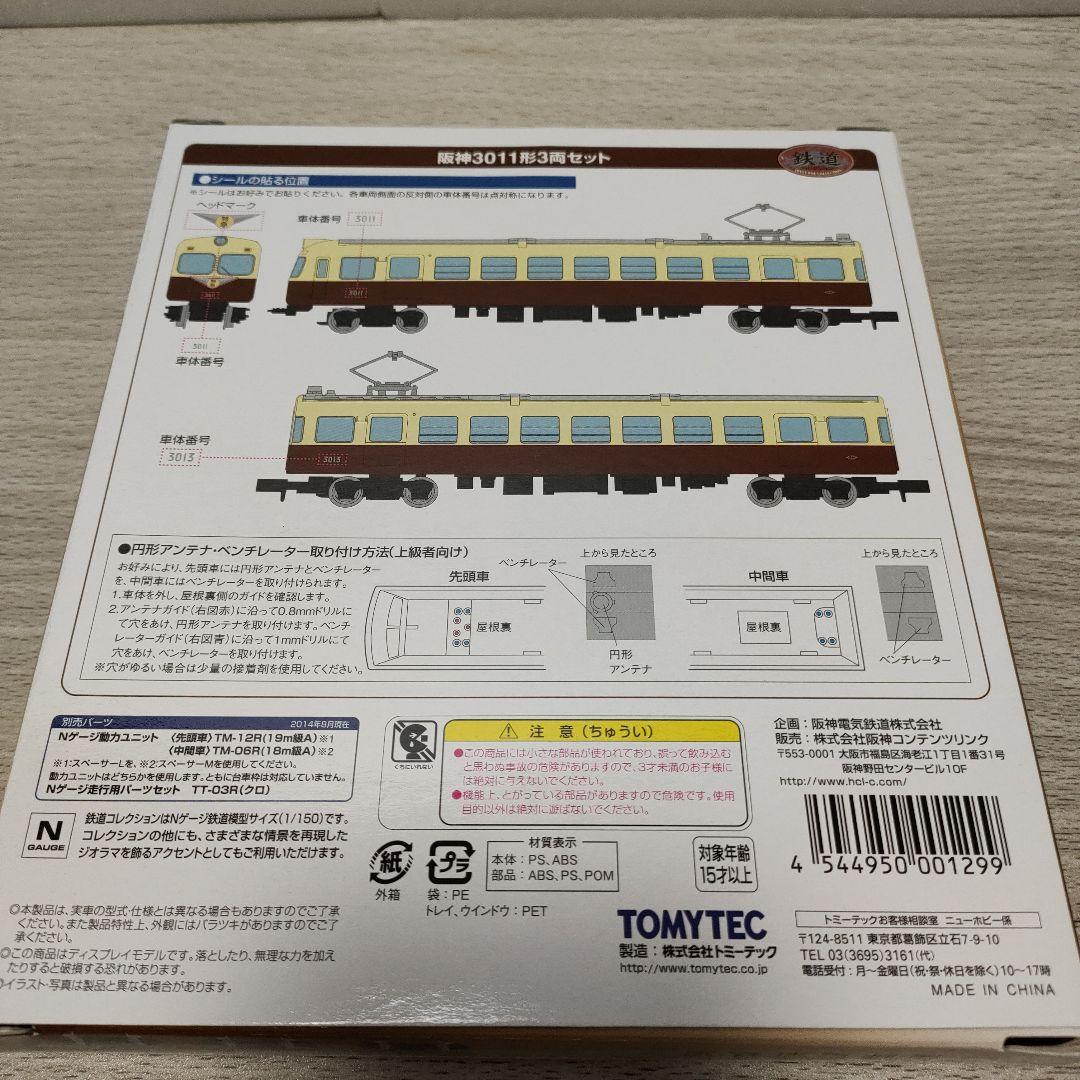 阪神3011形3両セット
鉄道
●シールの貼る位置
※シールはお好みでお貼りください。各車両側面の反対側の車体番号は点対称になります。
ヘッドマーク
特急
車体番号 3011
3011
3011
3011
車体番号
車体番号
3013
3013
●円形アンテナ・ベンチレーター取り付け方法(上級者向け)
お好みにより、先頭車には円形アンテナとベンチレーター
を、中間車にはベンチレーターを取り付けられます。
1.車体を外し、屋根裏側のガイドを確認します。
2.アンテナガイド(右図赤)に沿って0.8mmドリルに
て穴をあけ、円形アンテナを取り付けます。ベンチ
レーターガイド(右図青)に沿って1mmドリルにて
穴をあけ、ベンチレーターを取り付けます。
※穴がゆるい場合は少量の接着剤を使用してください。
先頭車
ベンチレーター
上から見たところ
屋根裏
円形
アンテナ
中間車
上から見たところ
屋根裏
ベンチレーター
別売パーツ
2014年9月現在
Nゲージ動力ユニット 〈先頭車〉TM-12R(19m級A)※1
〈中間車〉TM-06R(18m級A)※2
※1:スペーサーLを、※2:スペーサーMを使用します。
動力ユニットはどちらかを使用します。ともに台車枠は対応していません。
Nゲージ走行用パーツセット TT-03R(クロ)
くちにいれない
注 意 (ちゅうい)
●この商品には小さな部品が使われており、誤って飲み込む
と思わぬ事故の危険がありますので、3才未満のお子様に
は絶対に与えないでください。
●機能上、とがっている部品がありますので危険です。使用
目的以外は絶対に遊ばないでください。
企画:阪神電気鉄道株式会社
販売:株式会社阪神コンテンツリンク
〒553-0001 大阪市福島区海老江1丁目1番31号
阪神野田センタービル10F
http://www.hcl-c.com/
4 544950 001299
N
GAUGE
鉄道コレクションはNゲージ鉄道模型サイズ(1/150)です。
コレクションの他にも、さまざまな情景を再現した
ジオラマを飾るアクセントとしてもご利用いただけます。
紙
外箱
プラ
袋:PE
トレイ、ウインドウ:PET
材質表示
本体:PS、ABS
部品:ABS、PS、POM
対象年齢
15才以上
◎本製品は、実車の型式・仕様とは異なる場合もありますのでご了承
ください。また製品特性上、外観にはバラツキがありますのでご了
承ください。
◎この商品はディスプレイモデルです。落としたり、無理な力を加え
たりすると破損する恐れがあります。
◎イラスト・写真は製品と異なる場合があります。
TOMYTEC
製造:株式会社トミーテック
http://www.tomytec.co.jp
トミーテックお客様相談室 ニューホビー係
〒124-8511 東京都葛飾区立石7-9-10
TEL 03(3695)3161(代)
電話受付:月〜金曜日(祝・祭・休日を除く)10〜17時
MADE IN CHINA